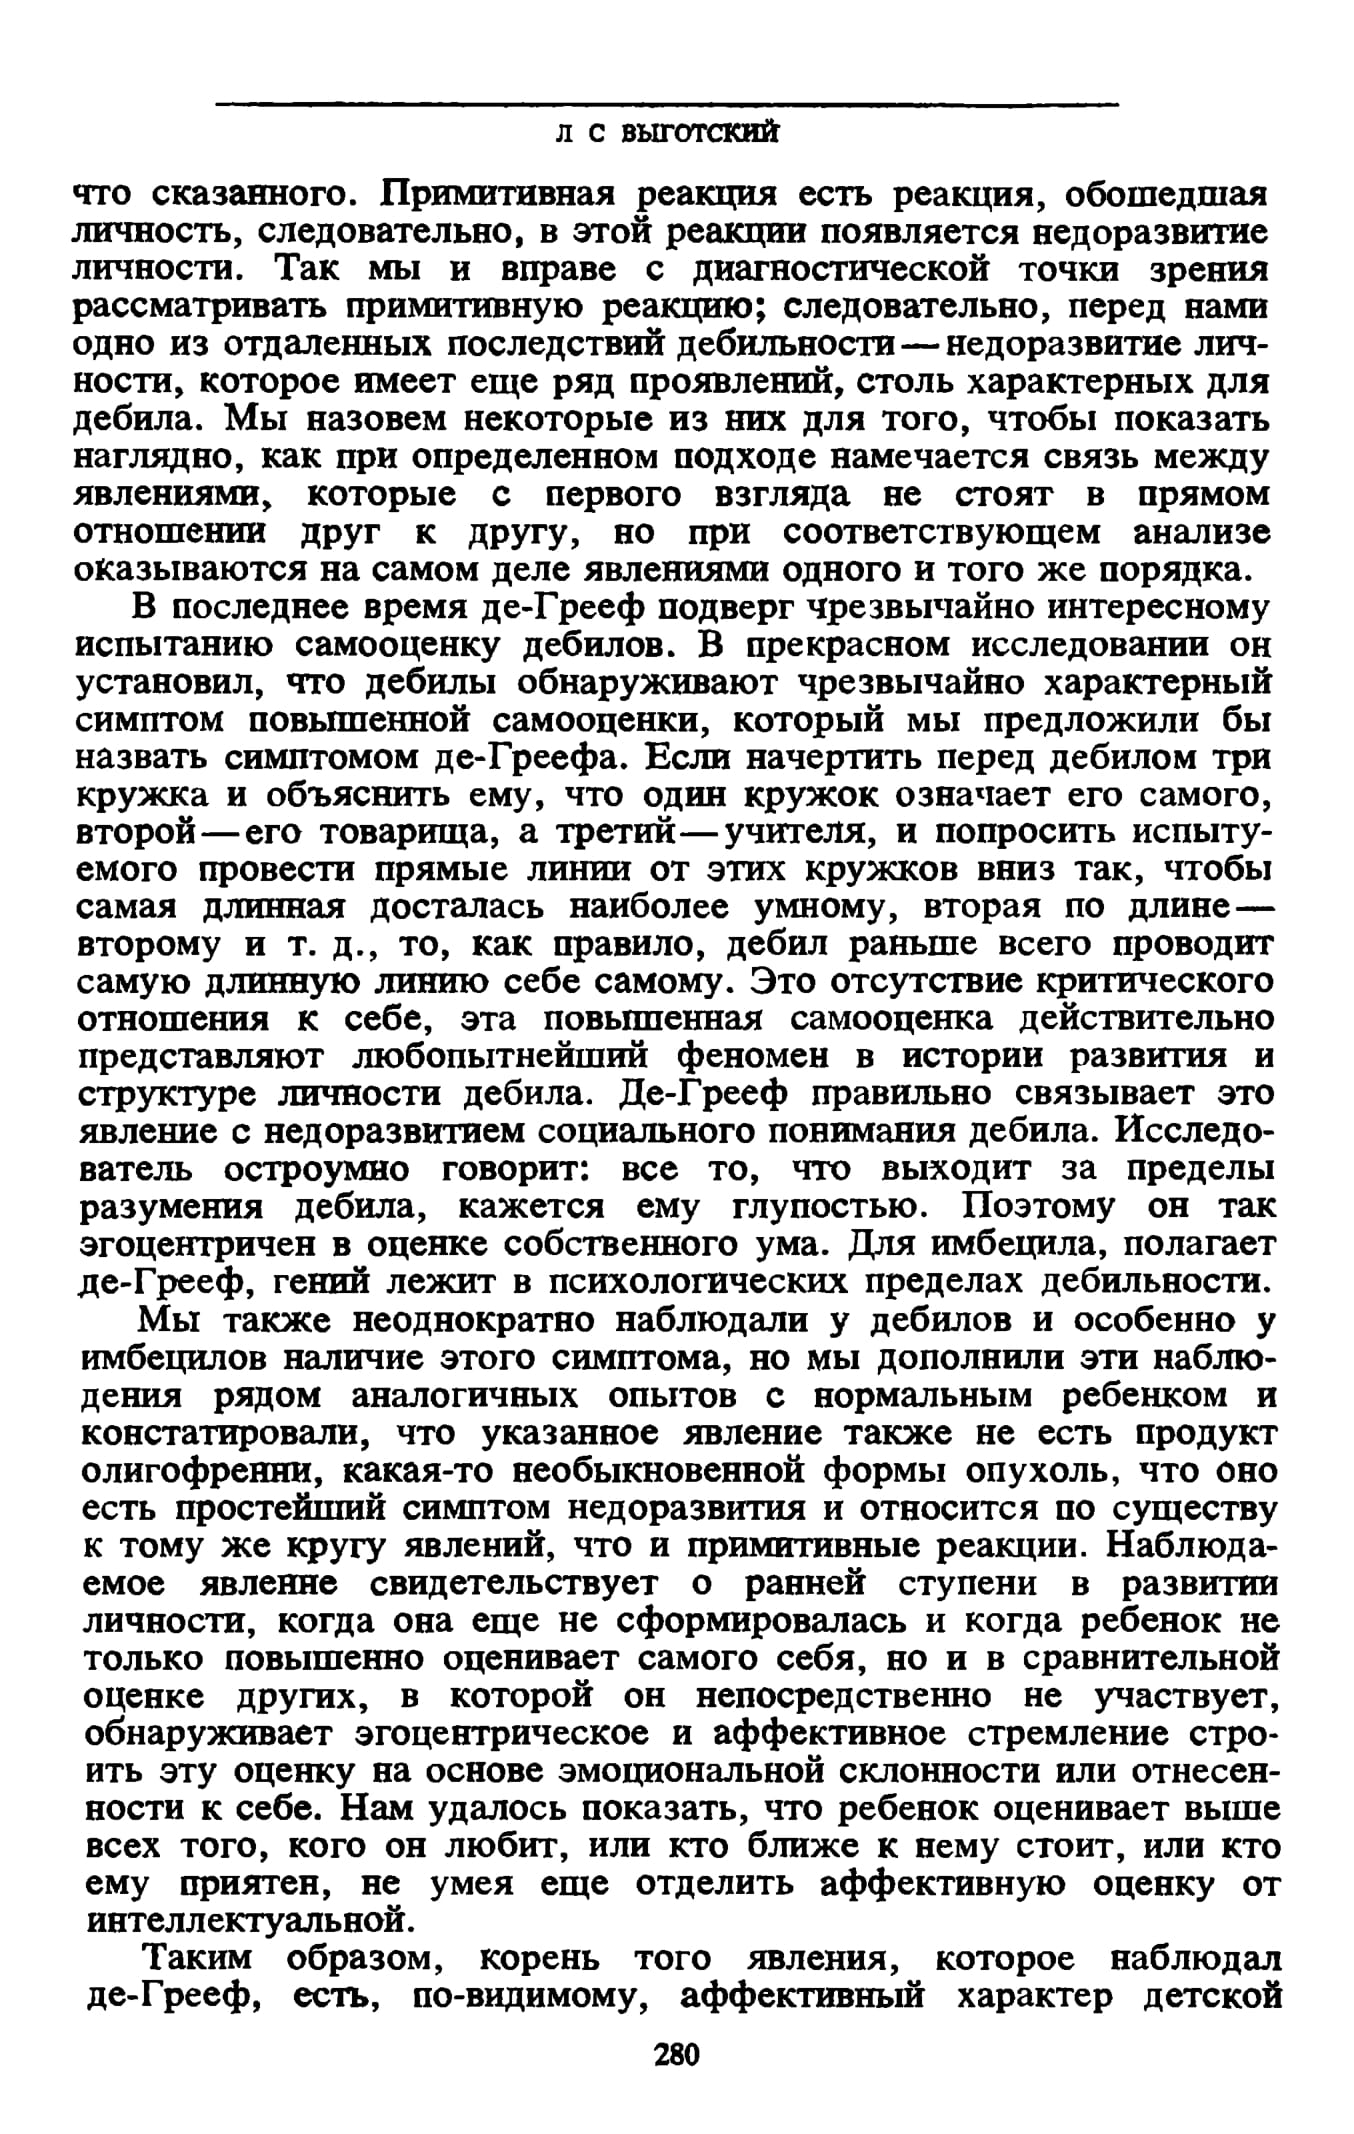 Л С ВЫГОТСКИЙ
что сказанного. Примитивная реакция есть реакция, обошедшая
личность, следовательно, в этой реакции появляется недоразвитие
личности. Так мы и вправе с диагностической точки зрения
рассматривать примитивную реакцию; следовательно, перед нами
одно из отдаленных последствий дебильности — недоразвитие лич-
ности, которое имеет еще ряд проявлений, столь характерных для
дебила. Мы назовем некоторые из них для того, чтобы показать
наглядно, как при определенном подходе намечается связь между
явлениями, которые с первого взгляда не стоят в прямом
отношении друг к другу, но при соответствующем анализе
оказываются на самом деле явлениями одного и того же порядка.
В последнее время де-Грееф подверг чрезвычайно интересному
испытанию самооценку дебилов. В прекрасном исследовании он
установил, что дебилы обнаруживают чрезвычайно характерный
симптом повышенной самооценки, который мы предложили бы
назвать симптомом де-Греефа. Если начертить перед дебилом три
кружка и объяснить ему, что один кружок означает его самого,
второй — его товарища, а третий — учителя, и попросить испыту-
емого провести прямые линии от этих кружков вниз так, чтобы
самая длинная досталась наиболее умному, вторая по длине —
второму и т. д., то, как правило, дебил раньше всего проводит
самую длинную линию себе самому. Это отсутствие критического
отношения к себе, эта повышенная самооценка действительно
представляют любопытнейший феномен в истории развития и
структуре личности дебила. Де-Грееф правильно связывает это
явление с недоразвитием социального понимания дебила. Исследо-
ватель остроумно говорит: все то, что выходит за пределы
разумения дебила, кажется ему глупостью. Поэтому он так
эгоцентричен в оценке собственного ума. Для имбецила, полагает
де-Грееф, гений лежит в психологических пределах дебильности.
Мы также неоднократно наблюдали у дебилов и особенно у
имбецилов наличие этого симптома, но мы дополнили эти наблю-
дения рядом аналогичных опытов с нормальным ребенком и
констатировали, что указанное явление также не есть продукт
олигофрении, какая-то необыкновенной формы опухоль, что оно
есть простейший симптом недоразвития и относится по существу
к тому же кругу явлений, что и примитивные реакции. Наблюда-
емое явление свидетельствует о ранней ступени в развитии
личности, когда она еще не сформировалась и когда ребенок не
только повышенно оценивает самого себя, но и в сравнительной
оценке других, в которой он непосредственно не участвует,
обнаруживает эгоцентрическое и аффективное стремление стро-
ить эту оценку на основе эмоциональной склонности или отнесен-
ности к себе. Нам удалось показать, что ребенок оценивает выше
всех того, кого он любит, или кто ближе к нему стоит, или кто
ему приятен, не умея еще отделить аффективную оценку от
интеллектуальной.
Таким образом, корень того явления, которое наблюдал
де-Грееф, есть, по-видимому, аффективный характер детской
280